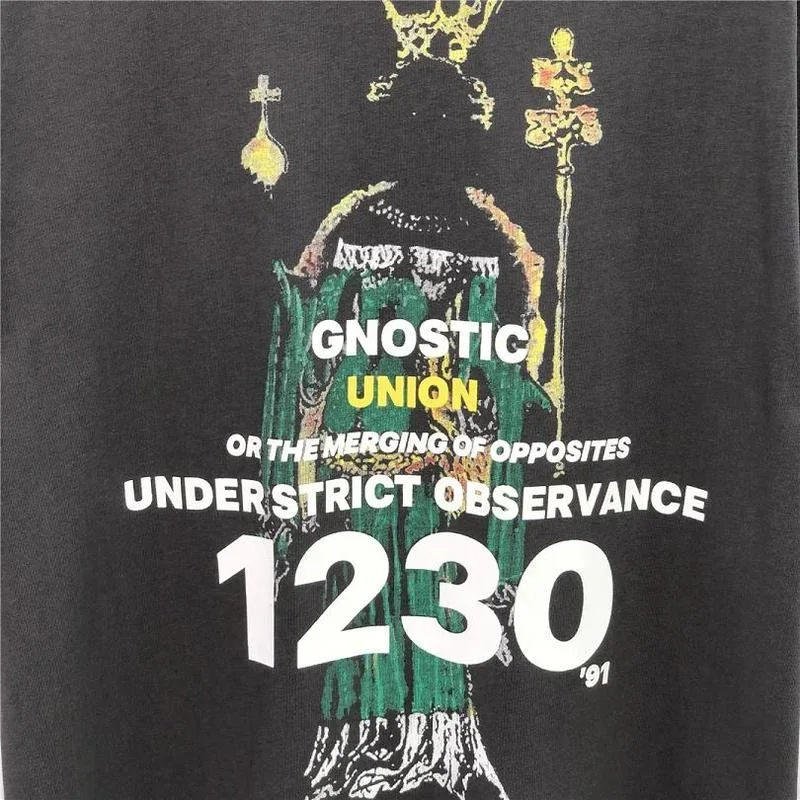 GNOSTIC
UNION
OR THE MERGING OF OPPOSITES
UNDER STRICT OBSERVANCE
1230
'91